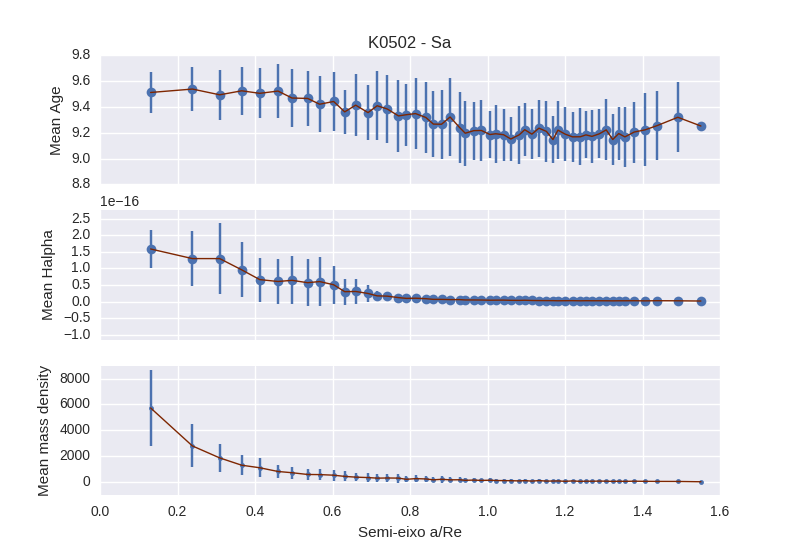 K0502 - Sa
9.8
9.6
9.4
9.2
9.0
8.8
Mean Age
1e−16
2.5
2.0
1.5
1.0
0.5
0.0
−0.5
−1.0
Mean Halpha
8000
6000
4000
2000
0
Mean mass density
0.0 0.2 0.4 0.6 0.8 1.0 1.2 1.4 1.6
Semi-eixo a/Re